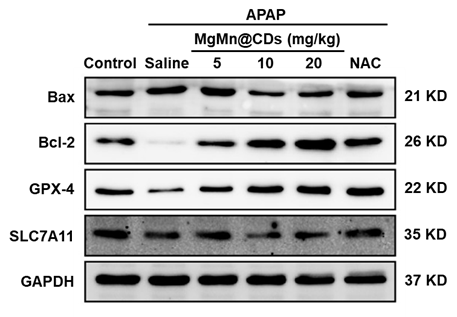 APAP
MgMn@CDs (mg/kg)
Control Saline 5 10 20 NAC
Bax 21 KD
Bcl-2 26 KD
GPX-4 22 KD
SLC7A11 35 KD
GAPDH 37 KD